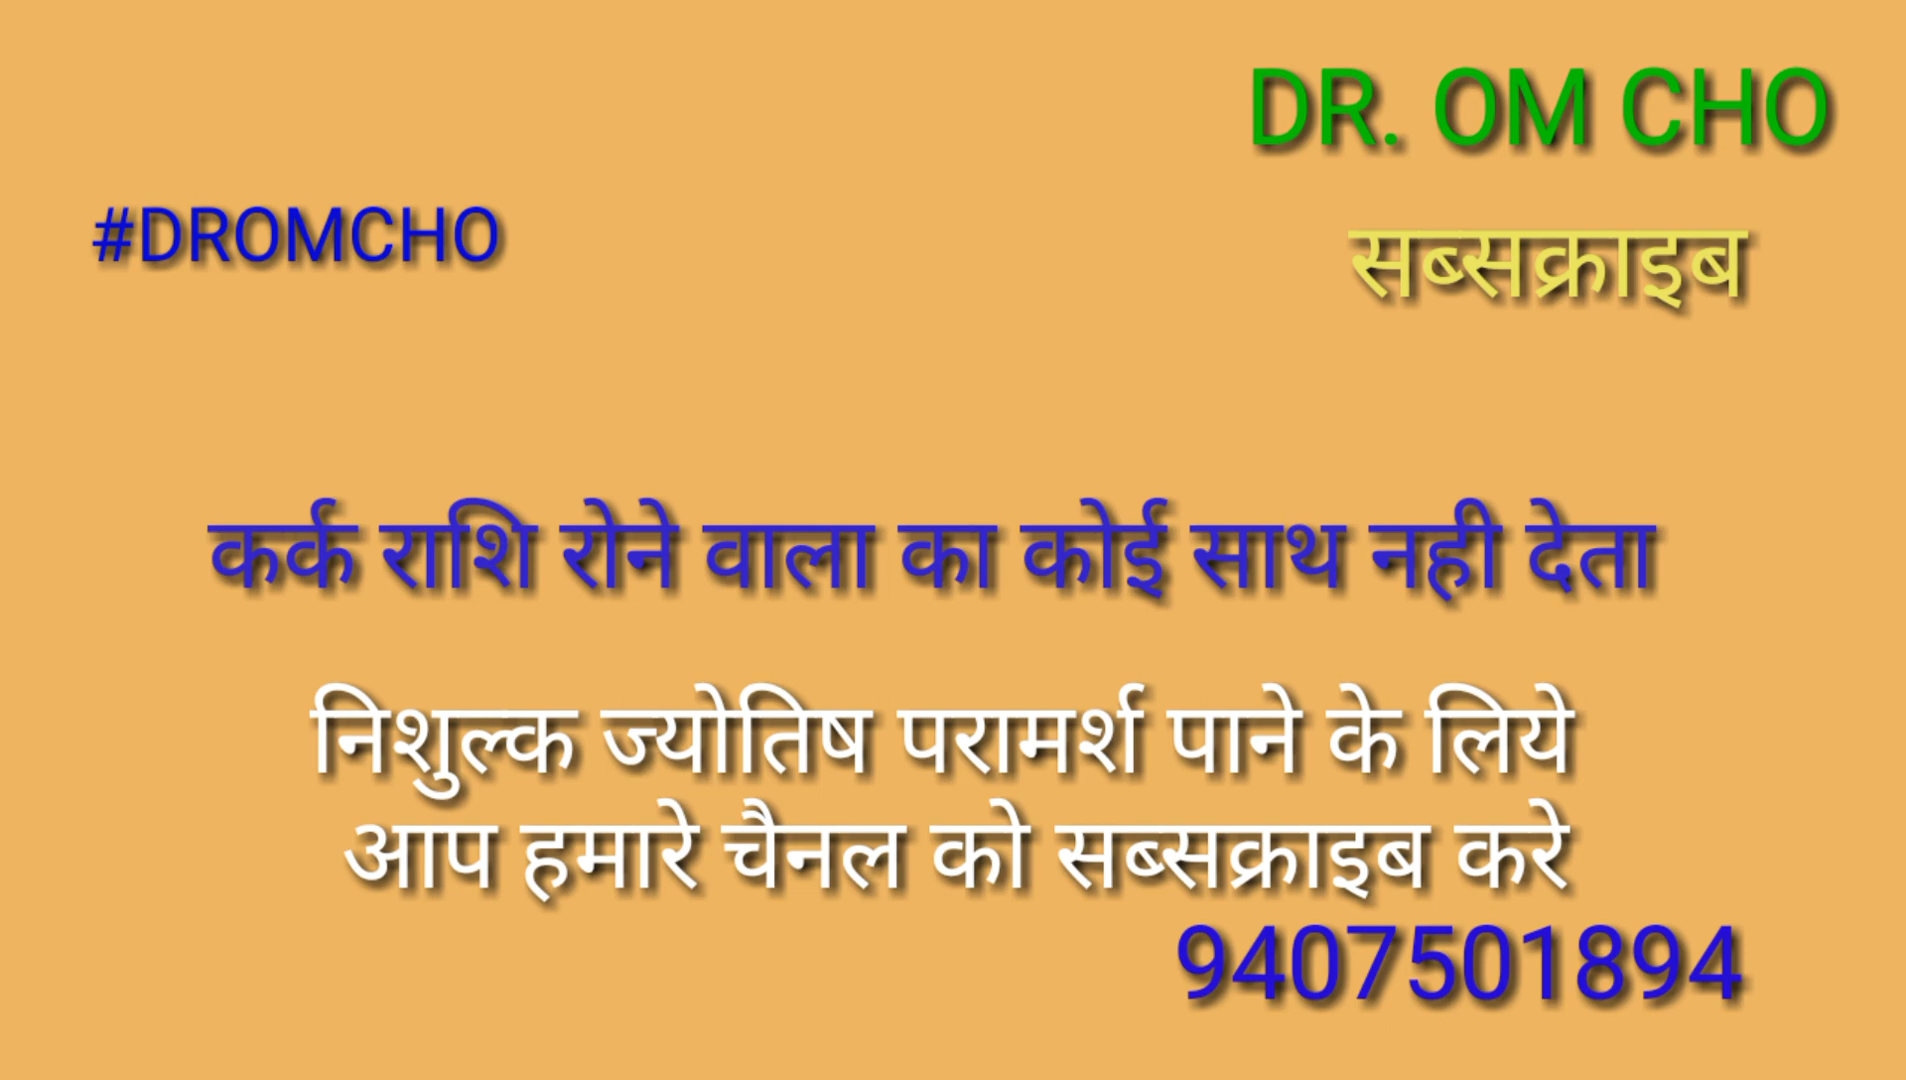 DR. OM CHO
#DROMCHO
सब्सक्राइब
कर्क राशि रोने वाला का कोई साथ नही देता
निशुल्क ज्योतिष परामर्श पाने के लिये
आप हमारे चैनल को सब्सक्राइब करे
9407501894